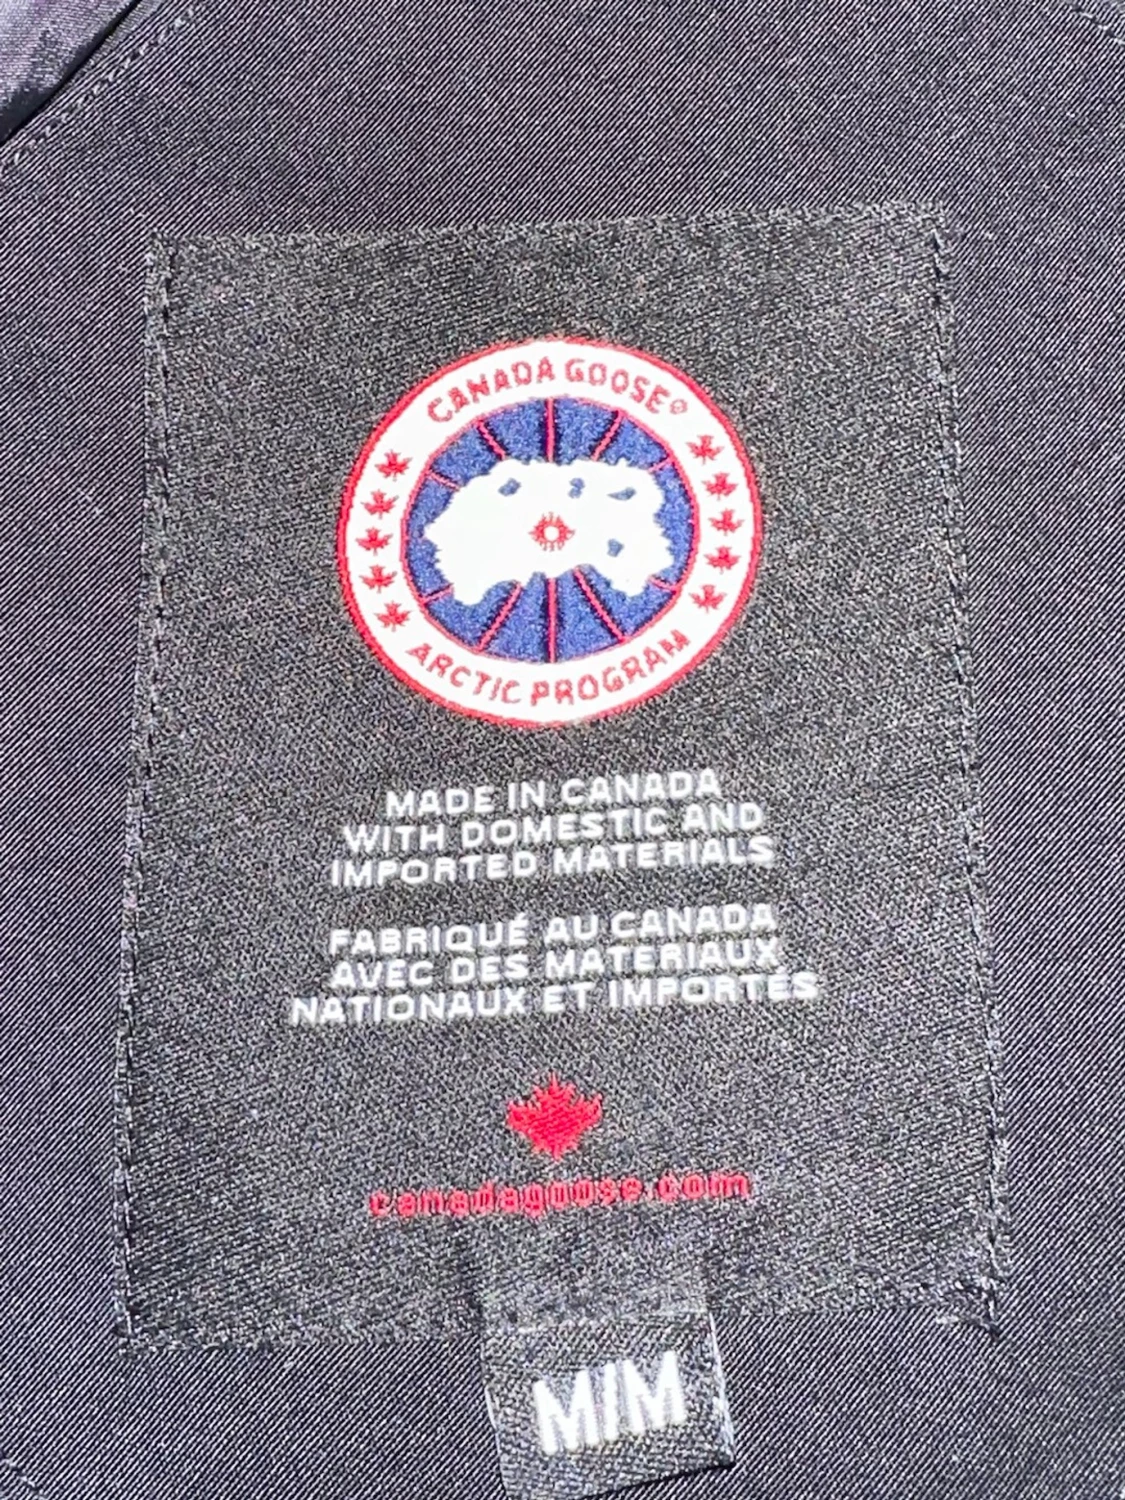 CANADA GOOSE®
ARCTIC PROGRAM
MADE IN CANADA
WITH DOMESTIC AND
IMPORTED MATERIALS
FABRIQUÉ AU CANADA
AVEC DES MATERIAUX
NATIONAUX ET IMPORTÉS
canadagoose.com
M/M